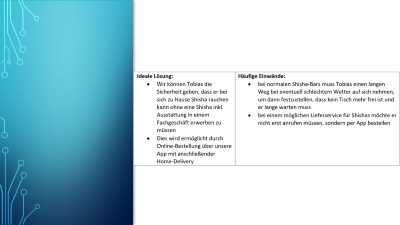 Ideale Lösung:
• Wir können Tobias die
Sicherheit geben, dass er bei
sich zu Hause Shisha rauchen
kann ohne eine Shisha inkl.
Ausstattung in einem
Fachgeschäft erwerben zu
müssen
• Dies wird ermöglicht durch
Online-Bestellung über unsere
App mit anschließender
Home-Delivery
Häufige Einwände:
• bei normalen Shisha-Bars muss Tobias einen langen
Weg bei eventuell schlechtem Wetter auf sich nehmen,
um dann festzustellen, dass kein Tisch mehr frei ist und
er lange warten muss
• bei einem möglichen Lieferservice für Shishas möchte er
nicht erst anrufen müssen, sondern per App bestellen